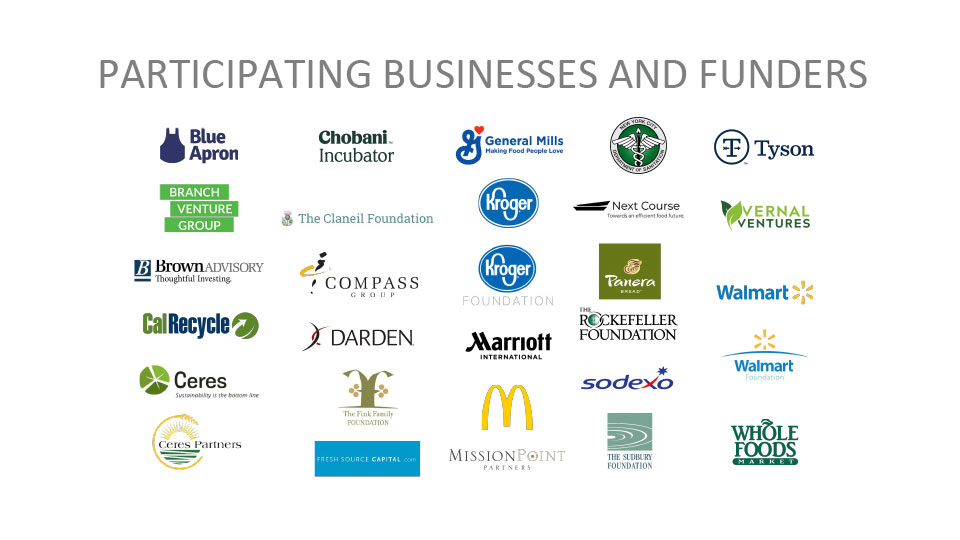 PARTICIPATING BUSINESSES AND FUNDERS
Blue
Apron
BRANCH
VENTURE
GROUP
B BROWN ADVISORY
Thoughtful Investing.
CalRecycle
Ceres
Sustainability is the bottom line
Ceres Partners
Chobani™
Incubator
The Claneil Foundation
COMPASS
GROUP
DARDEN
The Fink Family
FOUNDATION
FRESH SOURCE CAPITAL.com
G General Mills
Making Food People Love
Kroger
Kroger
FOUNDATION
Marriott
INTERNATIONAL
M
MISSIONPOINT
PARTNERS
NEW YORK CITY
DEPARTMENT OF SANITATION
Next Course
Towards an efficient food future.
Panera
BREAD®
THE
ROCKEFELLER
FOUNDATION
sodexo
THE SUDBURY
FOUNDATION
T Tyson
VERNAL
VENTURES
Walmart
Walmart
Foundation
WHOLE
FOODS
MARKET